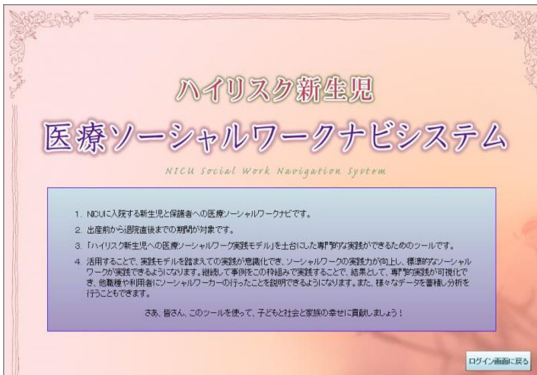 ハイリスク新生児
医療ソーシャルワークナビシステム
NICU Social Work Navigation System
1. NICUに入院する新生児と保護者への医療ソーシャルワークナビです。
2. 出産前から退院直後までの期間が対象です。
3. 「ハイリスク新生児への医療ソーシャルワーク実践モデル」を土台にした専門的な実践ができるためのツールです。
4. 活用することで、実践モデルを踏まえての実践が意識化でき、ソーシャルワークの実践力が向上し、標準的なソーシャル
ワークが実践できるようになります。継続して事例をこの枠組みで実践することで、結果として、専門的実践が可視化で
き、他職種や利用者にソーシャルワーカーの行ったことを説明できるようになります。また、様々なデータを蓄積し分析を
行うこともできます。
さあ、皆さん、このツールを使って、子どもと社会と家族の幸せに貢献しましょう!
ログイン画面に戻る